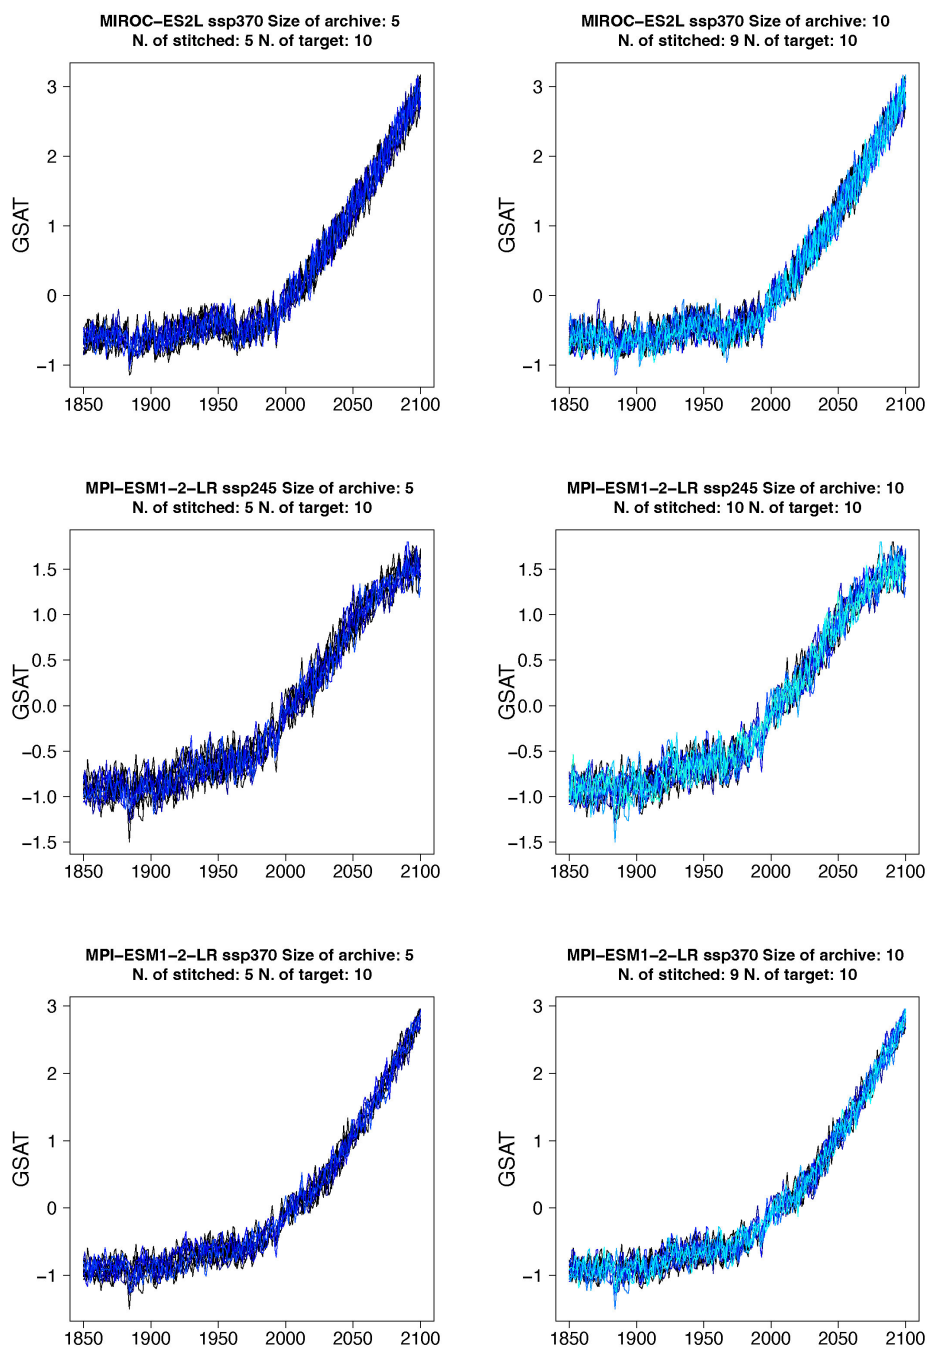 MIROC−ES2L ssp370 Size of archive: 5
N. of stitched: 5 N. of target: 10
GSAT
3
2
1
0
−1
1850 1900 1950 2000 2050 2100
MIROC−ES2L ssp370 Size of archive: 10
N. of stitched: 9 N. of target: 10
GSAT
3
2
1
0
−1
1850 1900 1950 2000 2050 2100
MPI−ESM1−2−LR ssp245 Size of archive: 5
N. of stitched: 5 N. of target: 10
GSAT
1.5
1.0
0.5
0.0
−0.5
−1.0
−1.5
1850 1900 1950 2000 2050 2100
MPI−ESM1−2−LR ssp245 Size of archive: 10
N. of stitched: 10 N. of target: 10
GSAT
1.5
1.0
0.5
0.0
−0.5
−1.0
−1.5
1850 1900 1950 2000 2050 2100
MPI−ESM1−2−LR ssp370 Size of archive: 5
N. of stitched: 5 N. of target: 10
GSAT
3
2
1
0
−1
1850 1900 1950 2000 2050 2100
MPI−ESM1−2−LR ssp370 Size of archive: 10
N. of stitched: 9 N. of target: 10
GSAT
3
2
1
0
−1
1850 1900 1950 2000 2050 2100